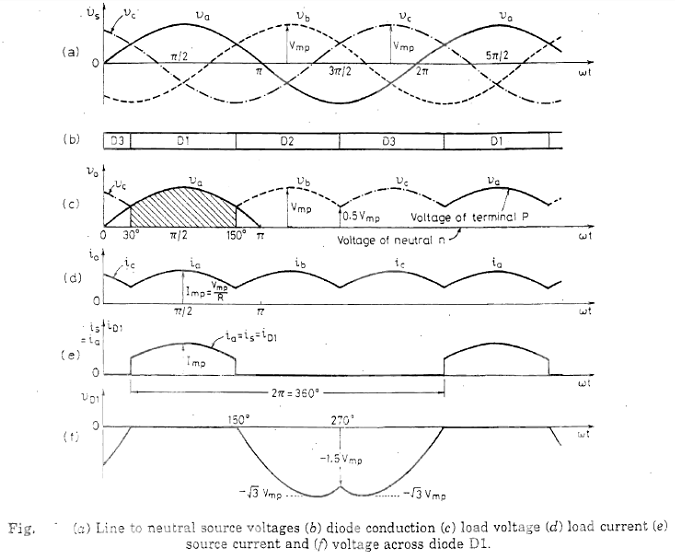 υs υc υa υb υc υa
(a) 0 π/2 Vmp π 3π/2 Vmp 2π 5π/2 ωt
(b) D3 D1 D2 D3 D1
υo υc υa υb υc υa
(c) Vmp 0.5 Vmp Voltage of terminal P
0 30° π/2 150° π Voltage of neutral n ωt
io ic ia ib ic ia
(d) Imp = Vmp/R
0 π/2 π ωt
is iD1
= ia ia = is = iD1
(e) Imp
0 ωt
2π = 360°
υD1
150° 270°
(f) 0 ωt
-1.5 Vmp
-√3 Vmp -√3 Vmp
Fig. (a) Line to neutral source voltages (b) diode conduction (c) load voltage (d) load current (e)
source current and (f) voltage across diode D1.